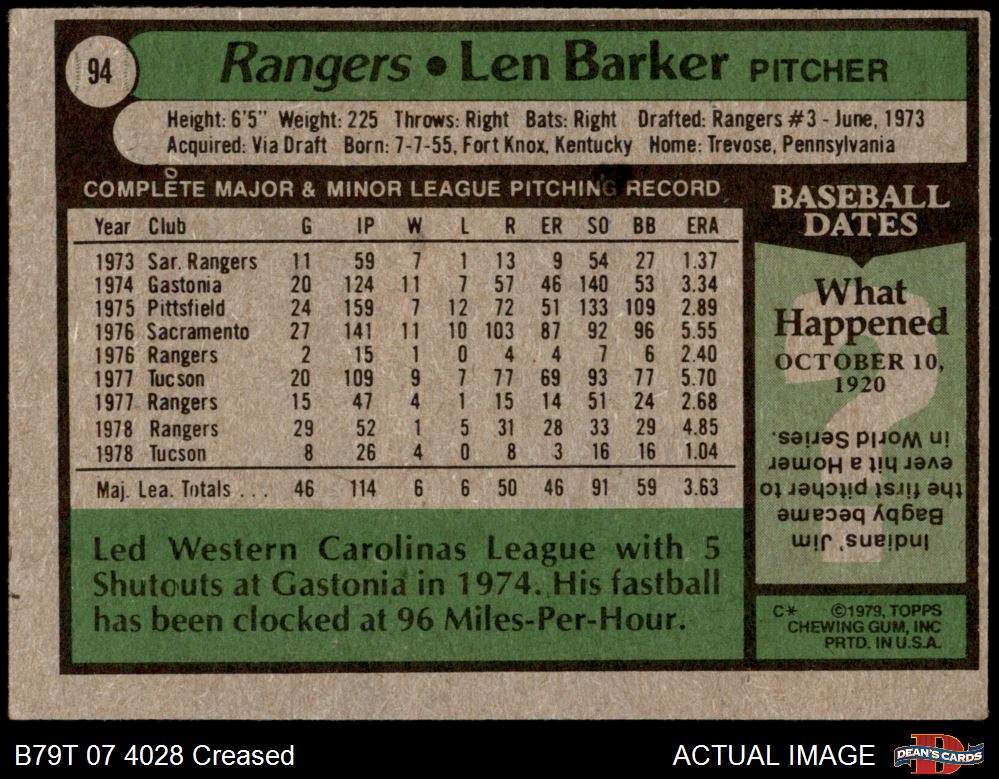 94
Rangers • Len Barker PITCHER
Height: 6'5" Weight: 225 Throws: Right Bats: Right Drafted: Rangers #3 - June, 1973
Acquired: Via Draft Born: 7-7-55, Fort Knox, Kentucky Home: Trevose, Pennsylvania
COMPLETE MAJOR & MINOR LEAGUE PITCHING RECORD
Year Club G IP W L R ER SO BB ERA
1973 Sar. Rangers 11 59 7 1 13 9 54 27 1.37
1974 Gastonia 20 124 11 7 57 46 140 53 3.34
1975 Pittsfield 24 159 7 12 72 51 133 109 2.89
1976 Sacramento 27 141 11 10 103 87 92 96 5.55
1976 Rangers 2 15 1 0 4 4 7 6 2.40
1977 Tucson 20 109 9 7 77 69 93 77 5.70
1977 Rangers 15 47 4 1 15 14 51 24 2.68
1978 Rangers 29 52 1 5 31 28 33 29 4.85
1978 Tucson 8 26 4 0 8 3 16 16 1.04
Maj. Lea. Totals ... 46 114 6 6 50 46 91 59 3.63
Led Western Carolinas League with 5
Shutouts at Gastonia in 1974. His fastball
has been clocked at 96 Miles-Per-Hour.
BASEBALL
DATES
What
Happened
OCTOBER 10,
1920
Indians' Jim
Bagby became
the first pitcher to
ever hit a Homer
in World Series.
C* ©1979, TOPPS
CHEWING GUM, INC
PRTD. IN U.S.A.
B79T 07 4028 Creased
ACTUAL IMAGE
DEAN'S CARDS